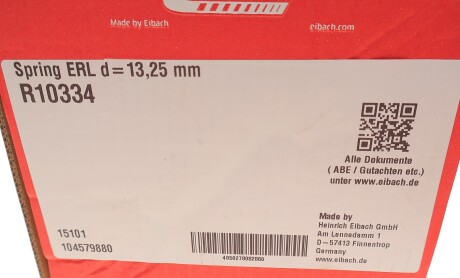 Made by Eibach
eibach.com
Spring ERL d=13,25 mm
R10334
Alle Dokumente
( ABE / Gutachten etc.)
unter www.eibach.de
15101
104579880
Made by
Heinrich Eibach GmbH
Am Lennedamm 1
D-57413 Finnentrop
Germany
www.eibach.de